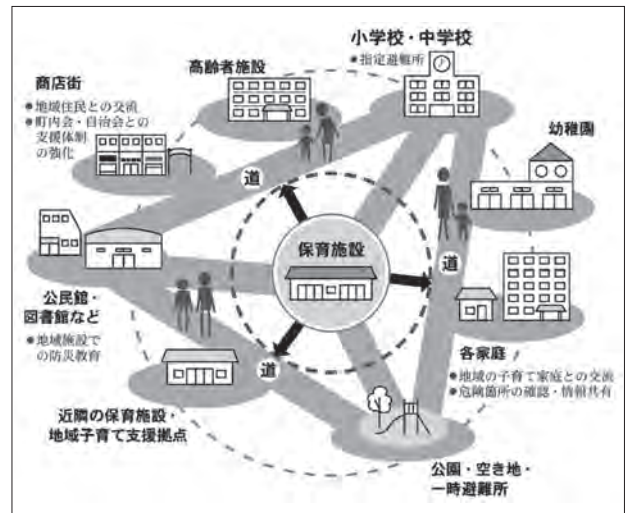 小学校・中学校
●指定避難所
高齢者施設
商店街
●地域住民との交流
●町内会・自治会との
支援体制
の強化
幼稚園
道
道
保育施設
公民館・
図書館など
●地域施設で
の防災教育
各家庭
●地域の子育て家庭との交流
●危険箇所の確認・情報共有
道
近隣の保育施設・
地域子育て支援拠点
公園・空き地・
一時避難所